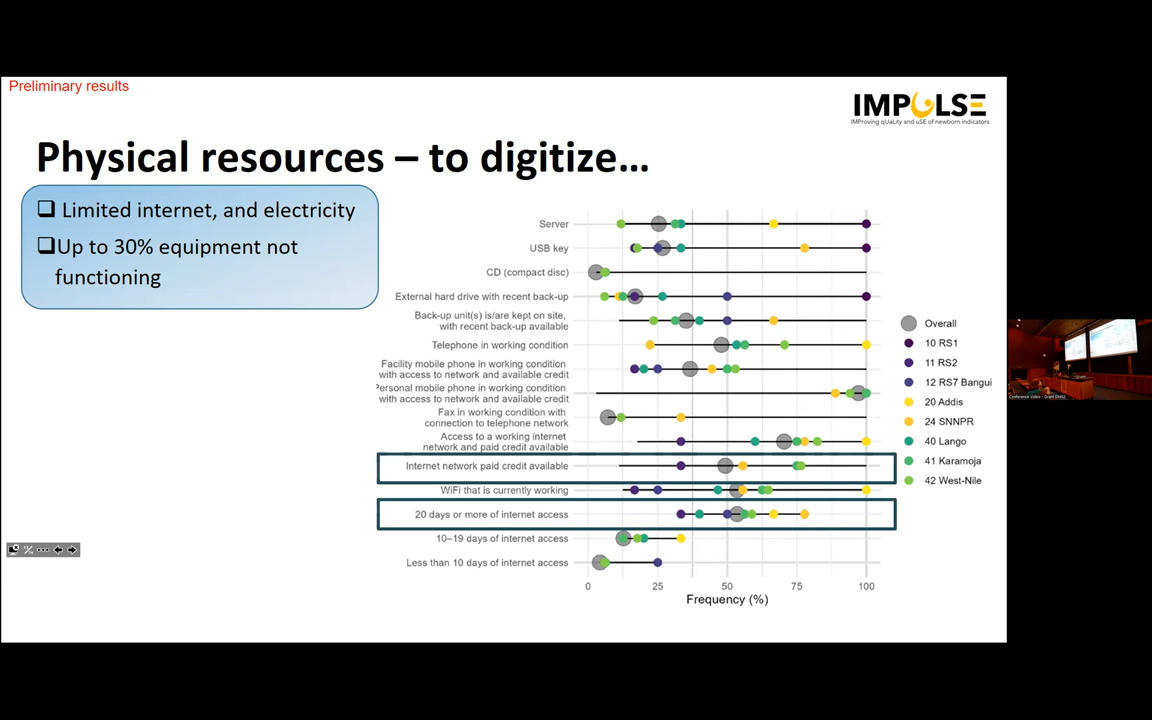 Preliminary results
IMPULSE
IMProving qUaLity and uSE of newborn indicators
Physical resources – to digitize...
Limited internet, and electricity
Up to 30% equipment not
functioning
Server
USB key
CD (compact disc)
External hard drive with recent back-up
Back-up unit(s) is/are kept on site,
with recent back-up available
Telephone in working condition
Facility mobile phone in working condition
with access to network and available credit
Personal mobile phone in working condition
with access to network and available credit
Fax in working condition with
connection to telephone network
Access to a working internet
network and paid credit available
Internet network paid credit available
WiFi that is currently working
20 days or more of internet access
10–19 days of internet access
Less than 10 days of internet access
0 25 50 75 100
Frequency (%)
Overall
10 RS1
11 RS2
12 RS7 Bangui
20 Addis
24 SNNPR
40 Lango
41 Karamoja
42 West-Nile